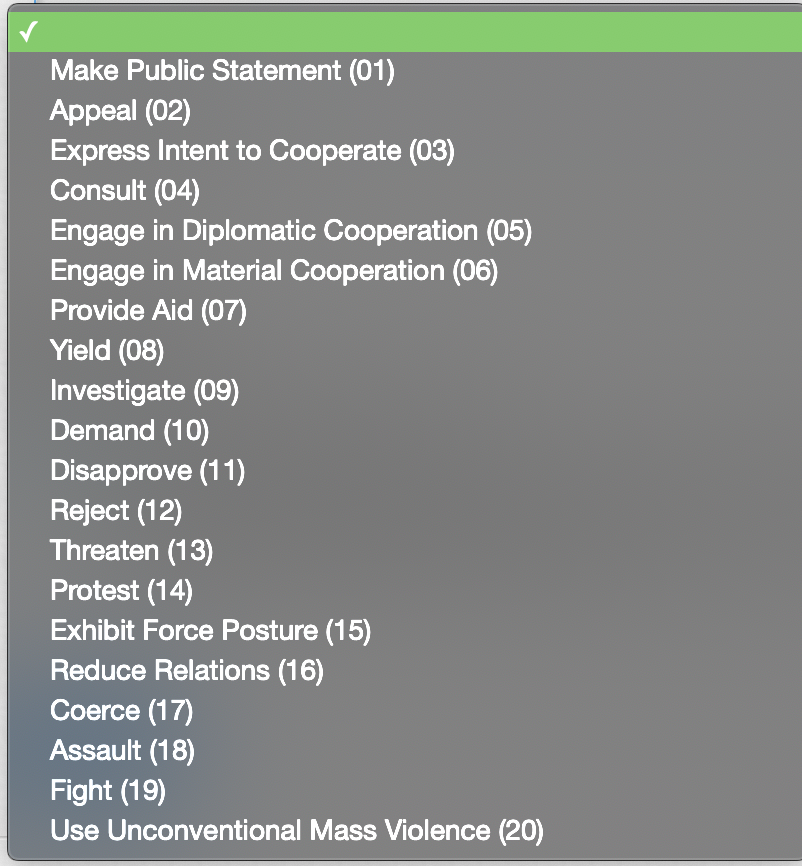 ✓
Make Public Statement (01)
Appeal (02)
Express Intent to Cooperate (03)
Consult (04)
Engage in Diplomatic Cooperation (05)
Engage in Material Cooperation (06)
Provide Aid (07)
Yield (08)
Investigate (09)
Demand (10)
Disapprove (11)
Reject (12)
Threaten (13)
Protest (14)
Exhibit Force Posture (15)
Reduce Relations (16)
Coerce (17)
Assault (18)
Fight (19)
Use Unconventional Mass Violence (20)